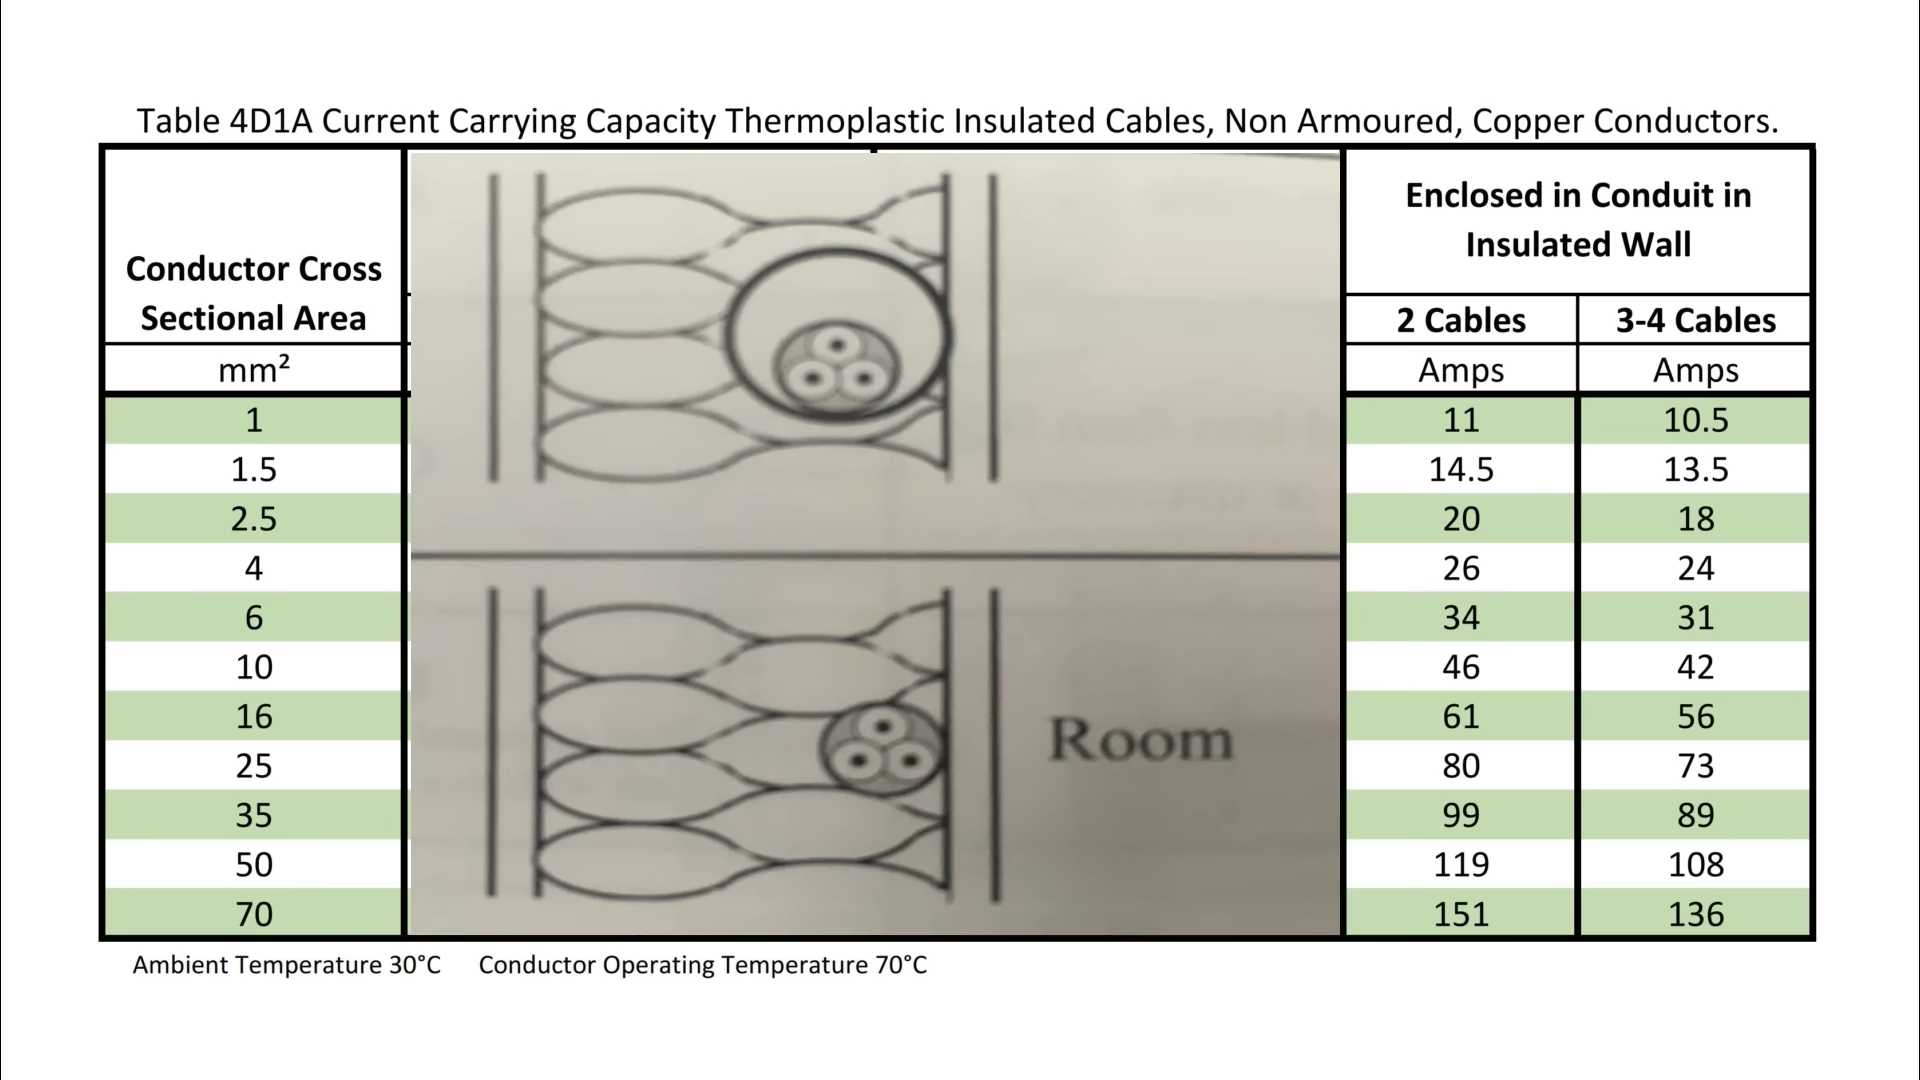 Table 4D1A Current Carrying Capacity Thermoplastic Insulated Cables, Non Armoured, Copper Conductors.
Conductor Cross
Sectional Area
Enclosed in Conduit in
Insulated Wall
2 Cables 3-4 Cables
mm² Amps Amps
1 11 10.5
1.5 14.5 13.5
2.5 20 18
4 26 24
6 34 31
10 46 42
16 61 56
25 80 73
35 99 89
50 119 108
70 151 136
Room
Ambient Temperature 30°C Conductor Operating Temperature 70°C